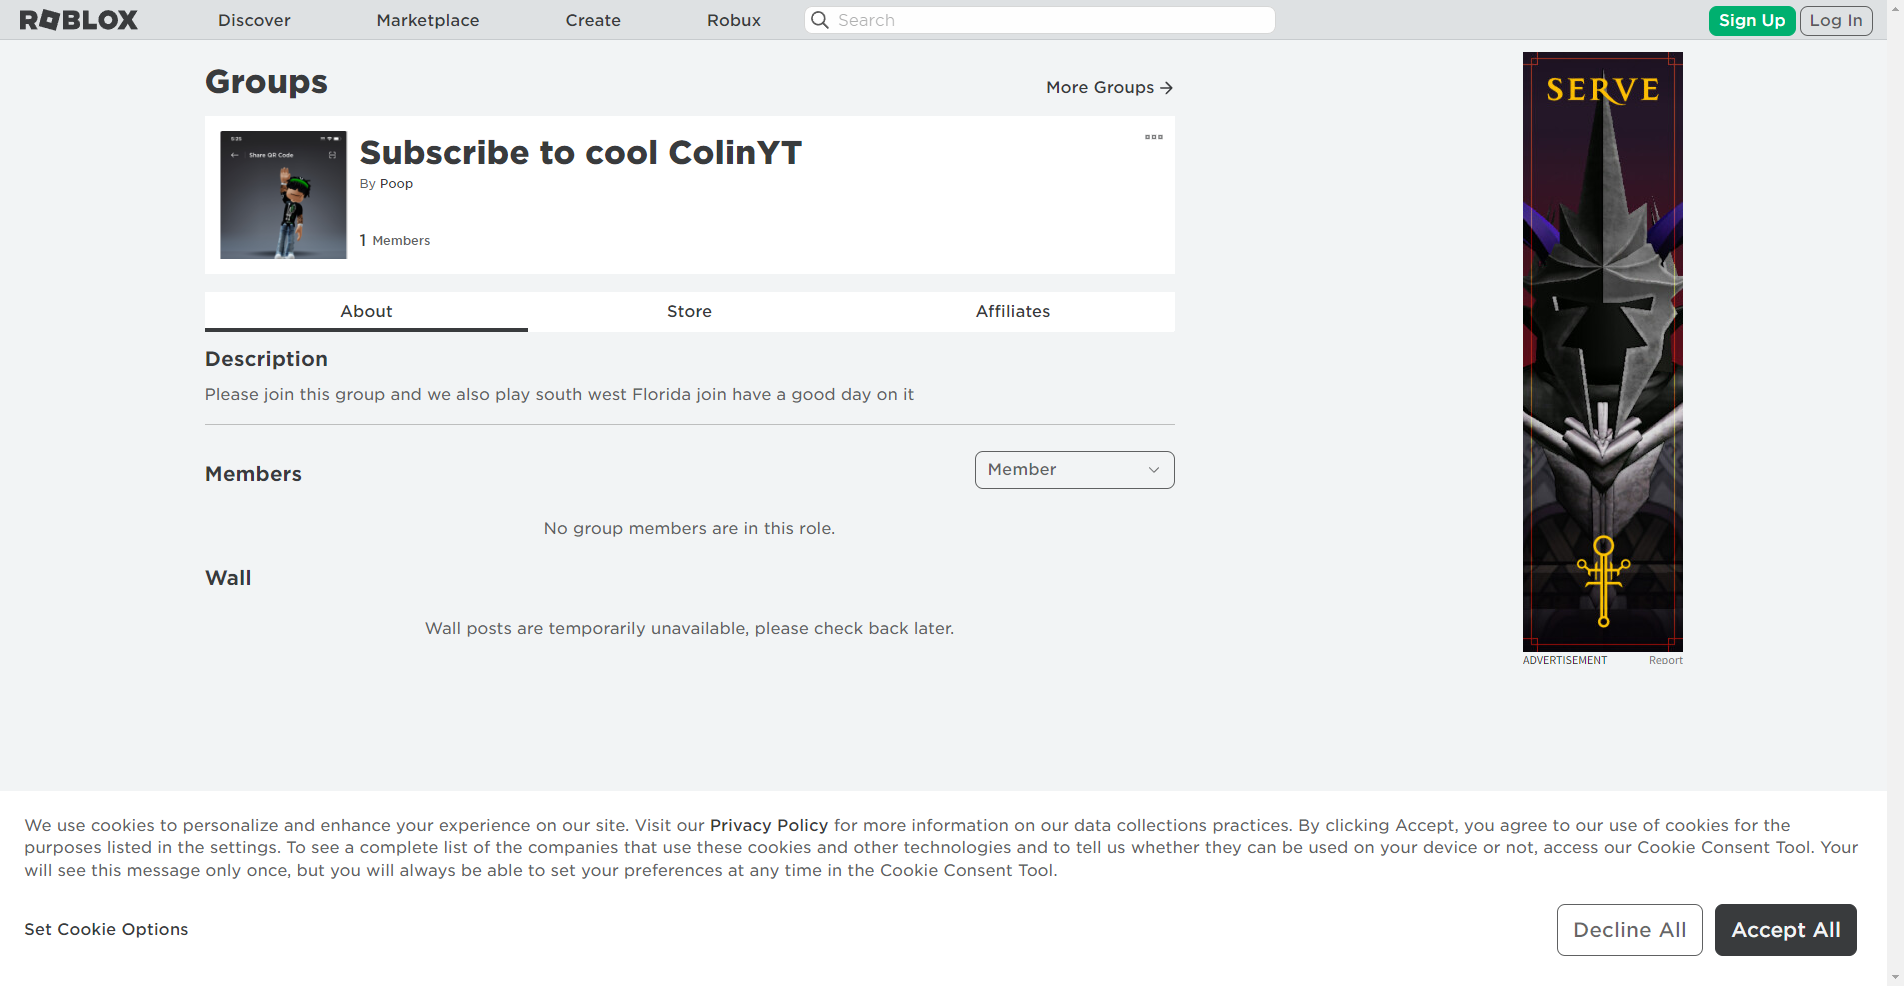 ROBLOX
Discover
Marketplace
Create
Robux
Search
Sign Up
Log In
Groups
More Groups
5:25
Share QR Code
Subscribe to cool ColinYT
By Poop
1 Members
About
Store
Affiliates
Description
Please join this group and we also play south west Florida join have a good day on it
Members
Member
No group members are in this role.
Wall
Wall posts are temporarily unavailable, please check back later.
SERVE
ADVERTISEMENT
Report
We use cookies to personalize and enhance your experience on our site. Visit our Privacy Policy for more information on our data collections practices. By clicking Accept, you agree to our use of cookies for the
purposes listed in the settings. To see a complete list of the companies that use these cookies and other technologies and to tell us whether they can be used on your device or not, access our Cookie Consent Tool. Your
will see this message only once, but you will always be able to set your preferences at any time in the Cookie Consent Tool.
Set Cookie Options
Decline All
Accept All